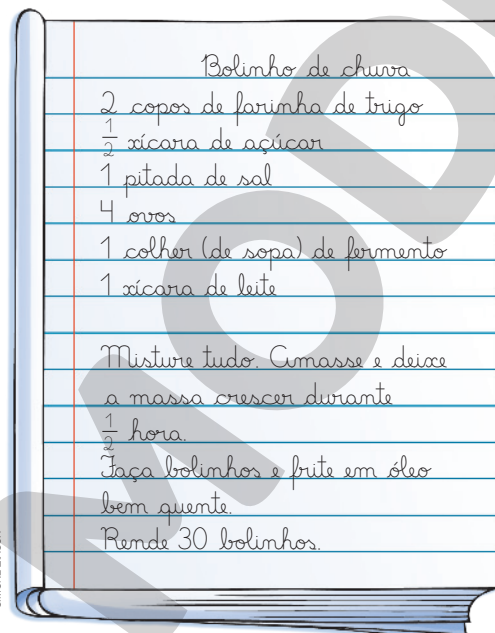 Bolinho de chuva
2 copos de farinha de trigo
1/2 xícara de açúcar
1 pitada de sal
4 ovos
1 colher (de sopa) de fermento
1 xícara de leite
Misture tudo. Amasse e deixe
a massa crescer durante
1/2 hora.
Faça bolinhos e frite em óleo
bem quente.
Rende 30 bolinhos.